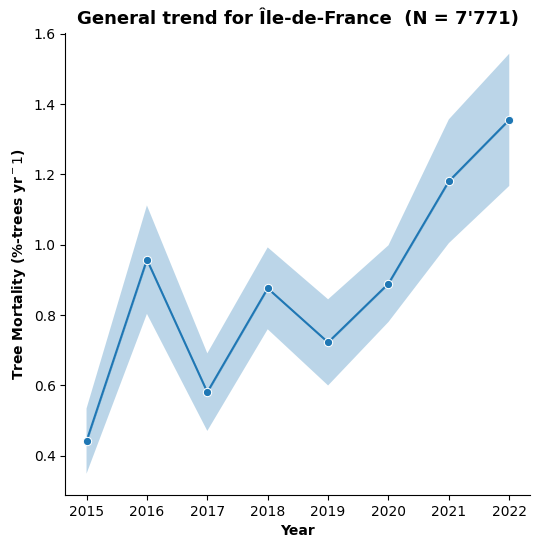 General trend for Île-de-France  (N = 7'771)
1.6
1.4
1.2
1.0
0.8
0.6
0.4
Tree Mortality (%-trees yr⁻1)
2015 2016 2017 2018 2019 2020 2021 2022
Year